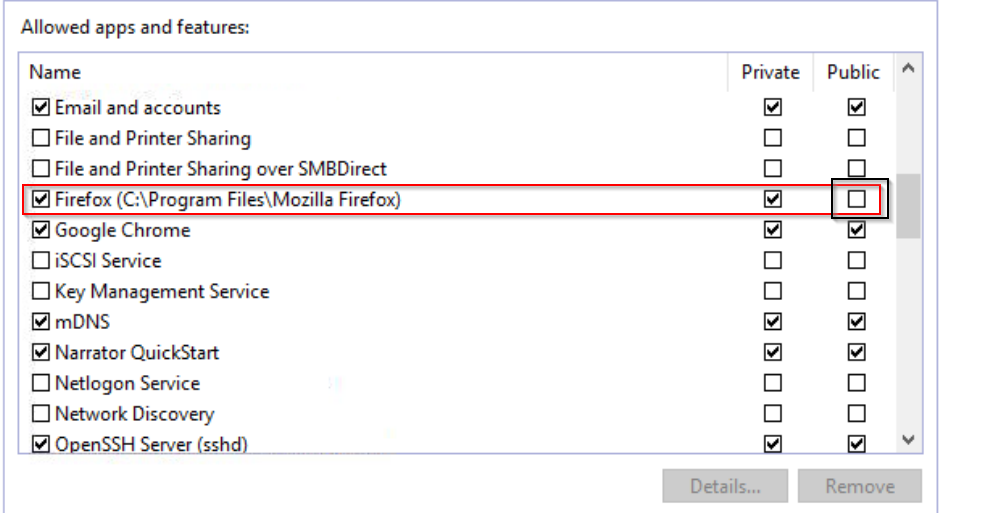 Allowed apps and features:
Name Private Public
Email and accounts
File and Printer Sharing
File and Printer Sharing over SMBDirect
Firefox (C:\Program Files\Mozilla Firefox)
Google Chrome
iSCSI Service
Key Management Service
mDNS
Narrator QuickStart
Netlogon Service
Network Discovery
OpenSSH Server (sshd)
Details... Remove